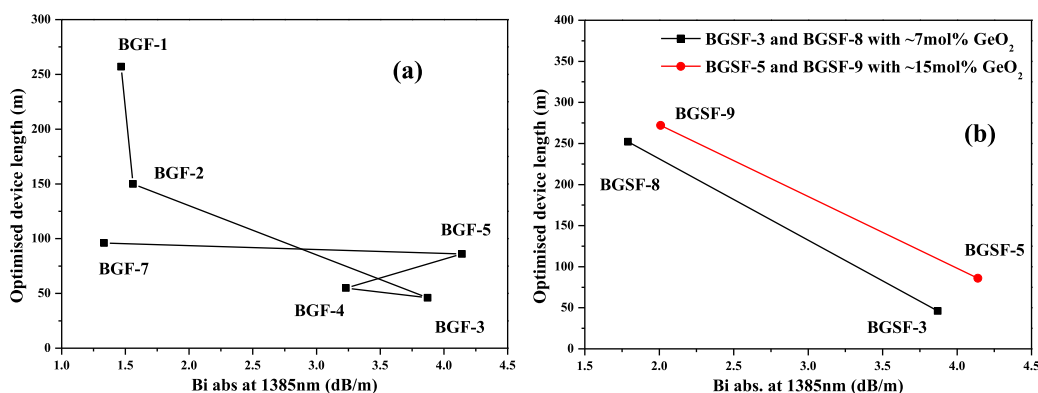 (a)
Optimised device length (m)
300
250
200
150
100
50
0
BGF-1
BGF-2
BGF-5
BGF-7
BGF-4
BGF-3
1.0 1.5 2.0 2.5 3.0 3.5 4.0 4.5
Bi abs at 1385nm (dB/m)
(b)
Optimised device length (m)
400
350
300
250
200
150
100
50
0
BGSF-3 and BGSF-8 with ~7mol% GeO₂
BGSF-5 and BGSF-9 with ~15mol% GeO₂
BGSF-9
BGSF-8
BGSF-5
BGSF-3
1.5 2.0 2.5 3.0 3.5 4.0 4.5
Bi abs. at 1385nm (dB/m)